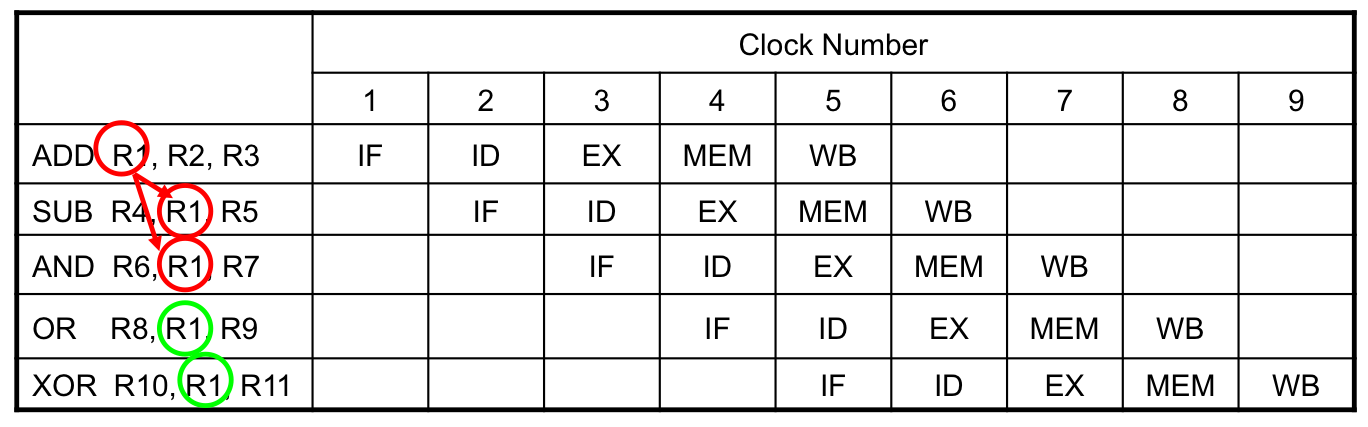 Clock Number
1 2 3 4 5 6 7 8 9
ADD R1, R2, R3 IF ID EX MEM WB
SUB R4, R1, R5 IF ID EX MEM WB
AND R6, R1, R7 IF ID EX MEM WB
OR R8, R1, R9 IF ID EX MEM WB
XOR R10, R1, R11 IF ID EX MEM WB